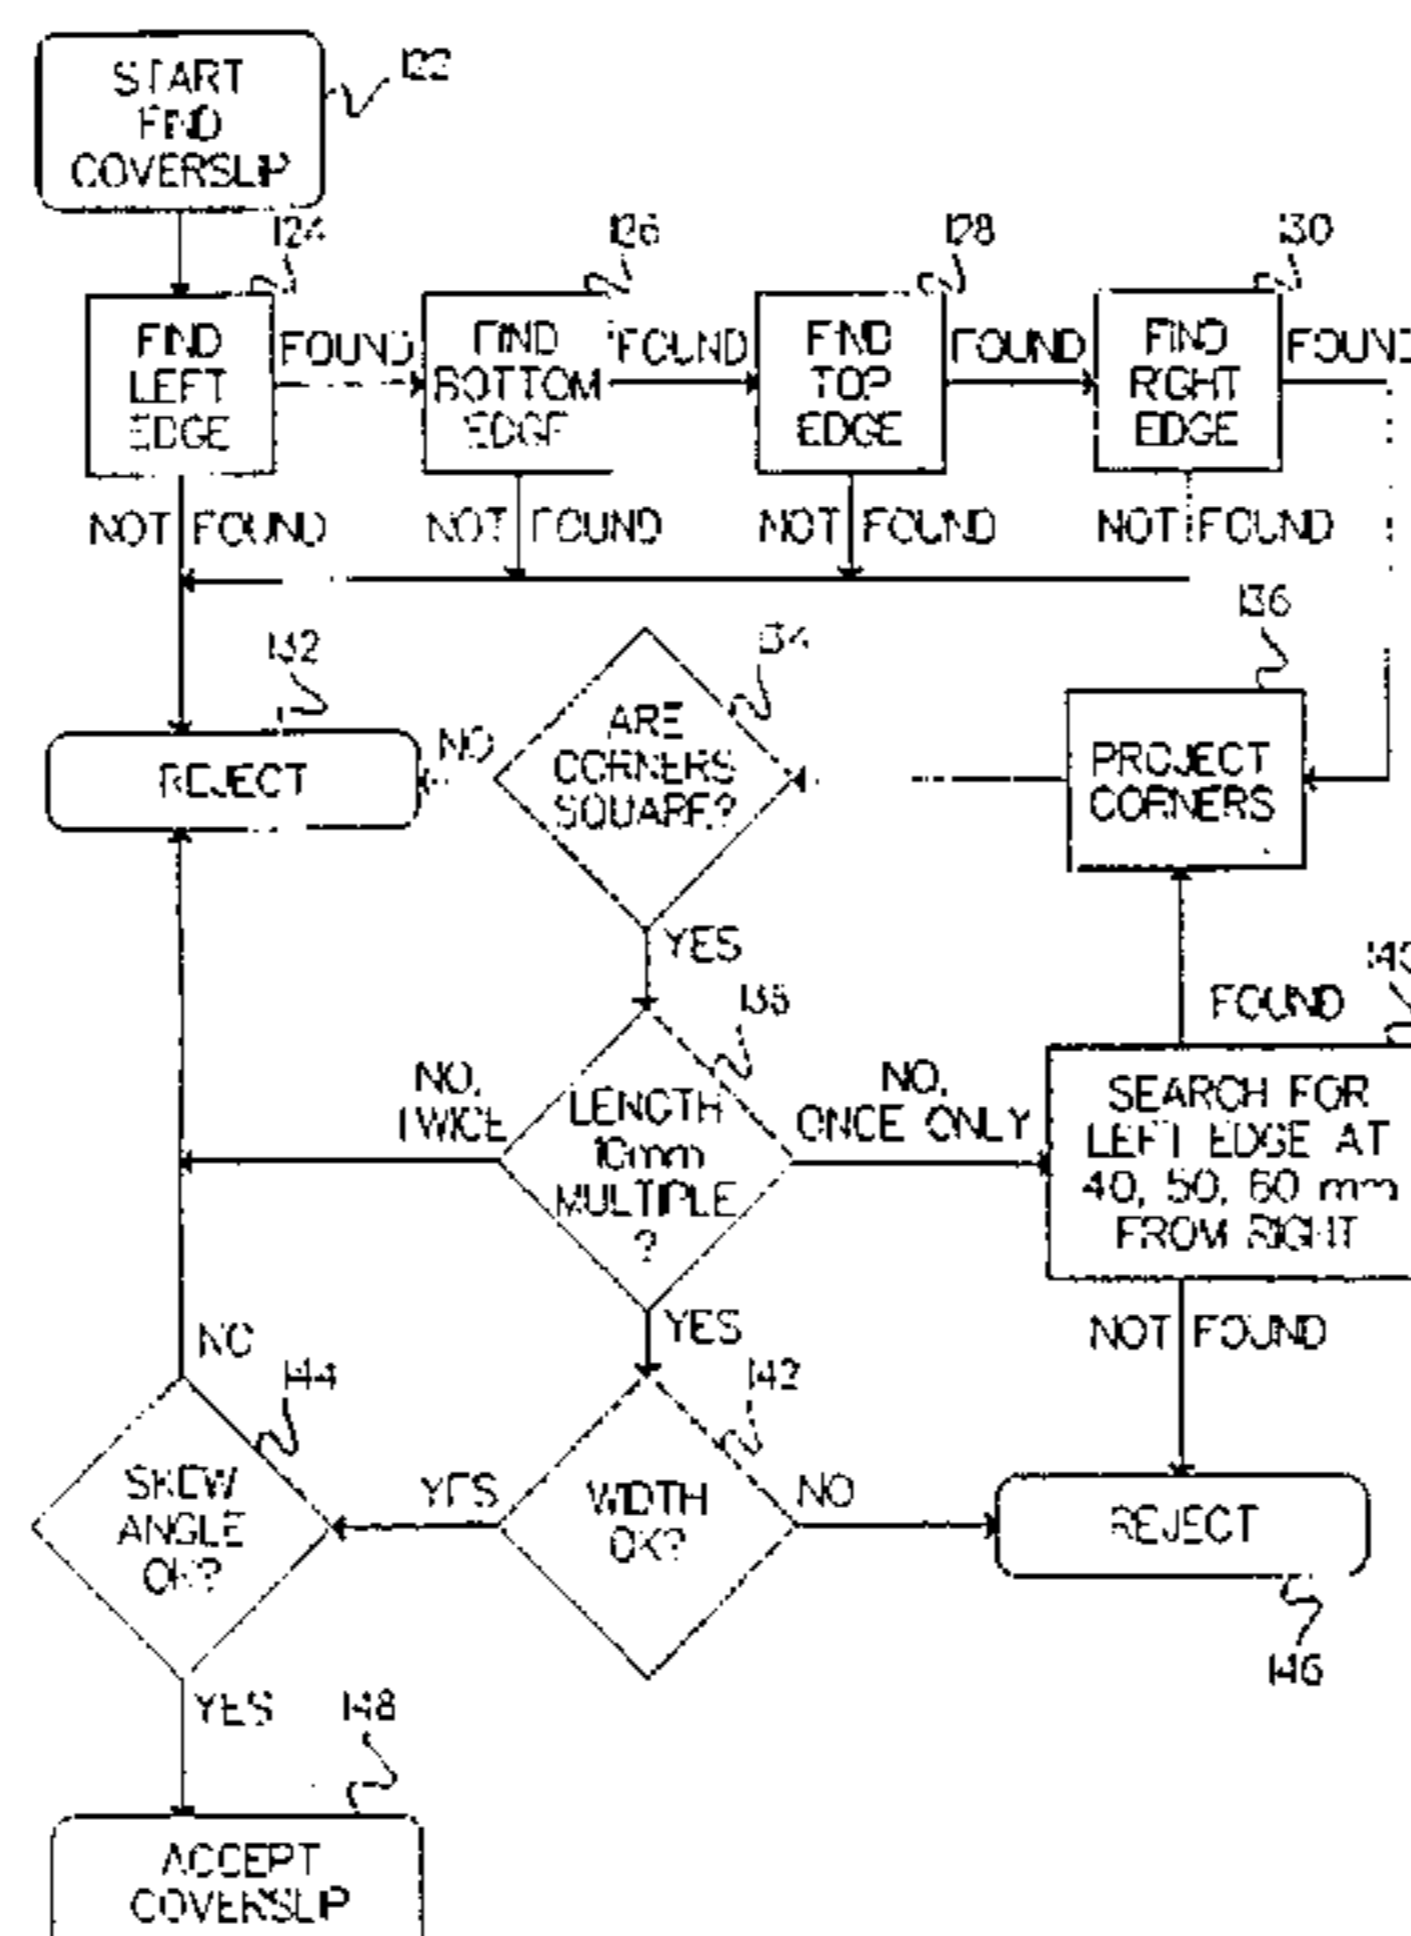 START
FIND
COVERSLIP
122
124
126
128
130
FIND
LEFT
EDGE
FOUND
FIND
BOTTOM
EDGE
FOUND
FIND
TOP
EDGE
FOUND
FIND
RIGHT
EDGE
FOUND
NOT FOUND
NOT FOUND
NOT FOUND
NOT FOUND
132
134
136
REJECT
NO
ARE
CORNERS
SQUARE?
PROJECT
CORNERS
YES
FOUND
NO,
TWICE
LENGTH
10mm
MULTIPLE
?
NO,
ONCE ONLY
SEARCH FOR
LEFT EDGE AT
40, 50, 60 mm
FROM RIGHT
YES
NOT FOUND
NO
144
142
SKEW
ANGLE
OK?
YES
WIDTH
OK?
NO
REJECT
146
YES
148
ACCEPT
COVERSLIP